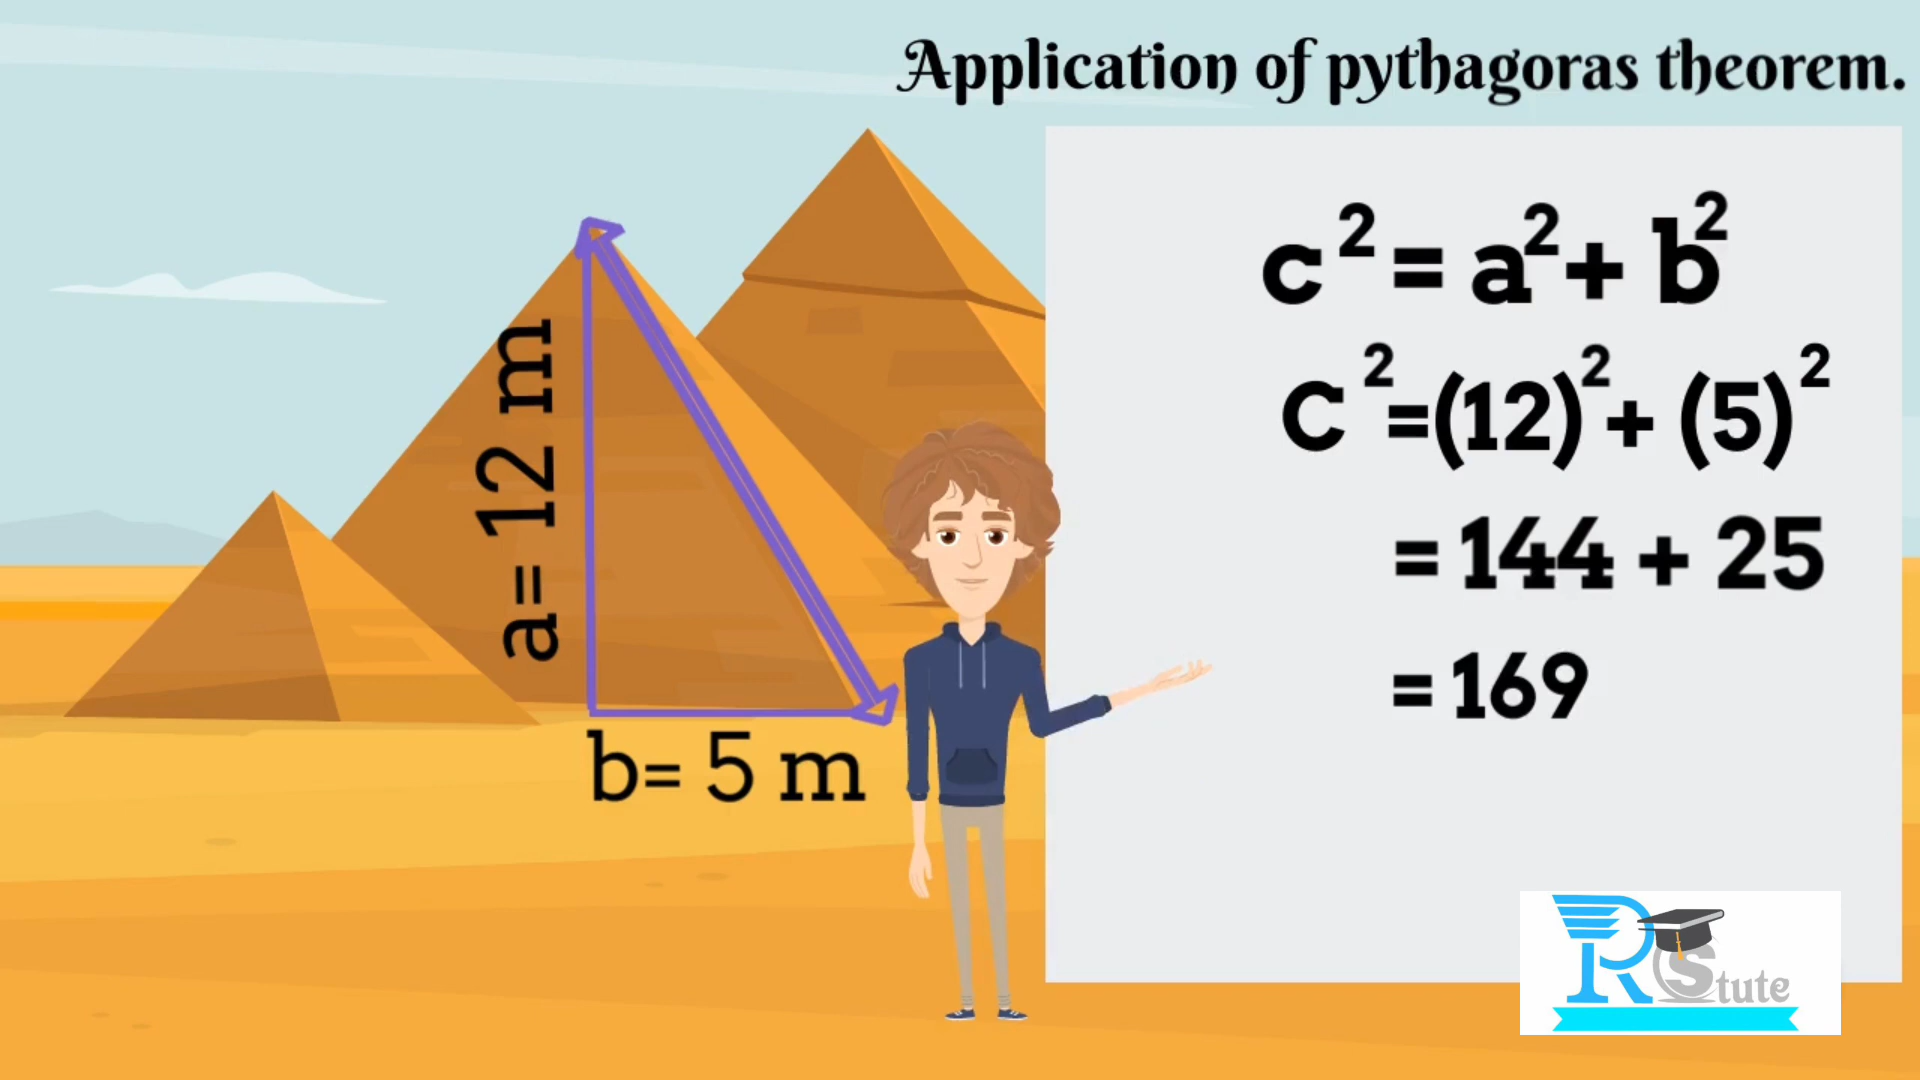 Application of pythagoras theorem.
c² = a² + b²
C² =(12)² + (5)²
= 144 + 25
= 169
a= 12 m
b= 5 m
RStute